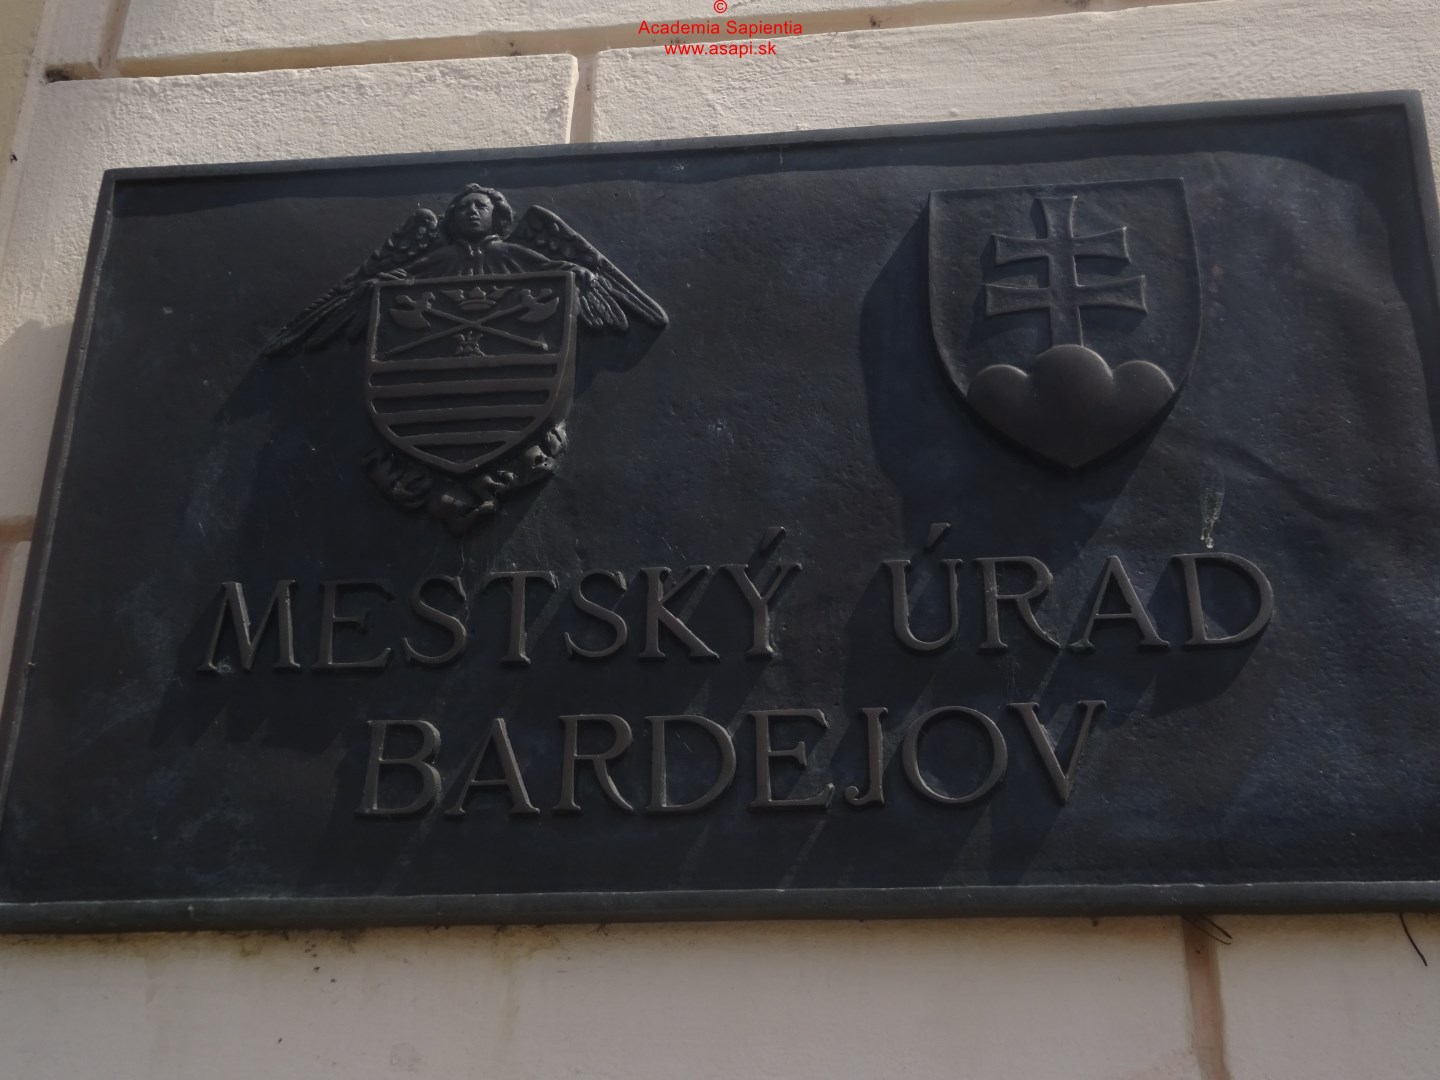 ©
Academia Sapientia
www.asapi.sk
MESTSKÝ ÚRAD
BARDEJOV